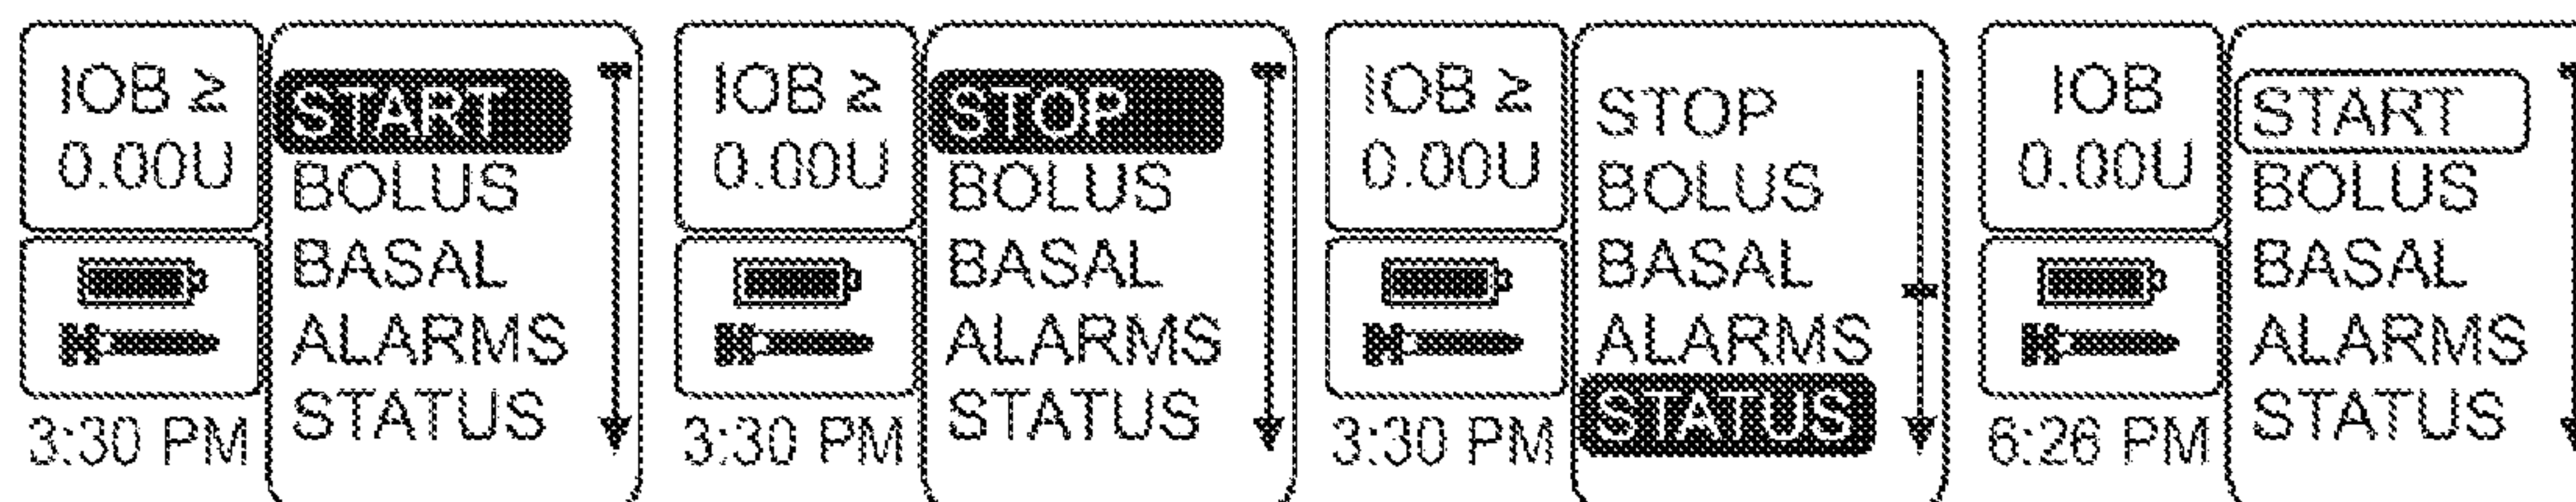 IOB ≥
0.00U
3:30 PM
START
BOLUS
BASAL
ALARMS
STATUS
IOB ≥
0.00U
3:30 PM
STOP
BOLUS
BASAL
ALARMS
STATUS
IOB ≥
0.00U
3:30 PM
STOP
BOLUS
BASAL
ALARMS
STATUS
IOB
0.00U
6:26 PM
START
BOLUS
BASAL
ALARMS
STATUS